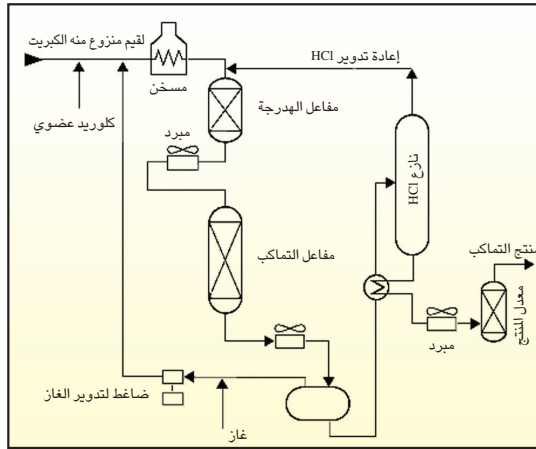 لقيم منزوع منه الكبريت
إعادة تدوير HCl
مسخن
مفاعل الهدرجة
كلوريد عضوي
مبرد
نازع HCl
مفاعل التماكب
منتج التماكب
معدل المنتج
مبرد
ضاغط لتدوير الغاز
غاز